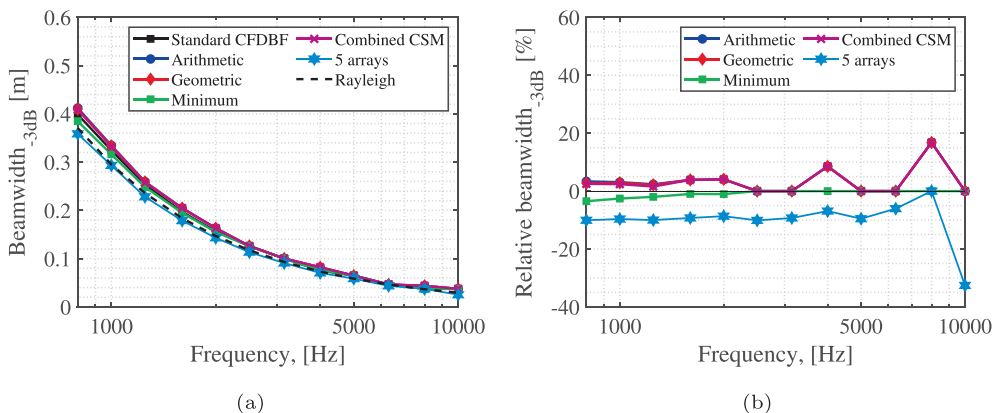 0.6
0.5
0.4
0.3
0.2
0.1
0
Beamwidth-3dB [m]
Standard CFDBF
Arithmetic
Geometric
Minimum
Combined CSM
5 arrays
Rayleigh
1000
5000
10000
Frequency, [Hz]
(a)
60
40
20
0
-20
-40
Relative beamwidth-3dB [%]
Arithmetic
Geometric
Minimum
Combined CSM
5 arrays
1000
5000
10000
Frequency, [Hz]
(b)